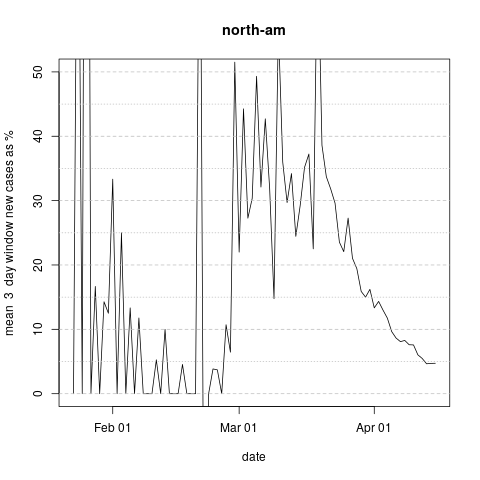 north-am
mean 3 day window new cases as %
50
40
30
20
10
0
Feb 01
Mar 01
Apr 01
date